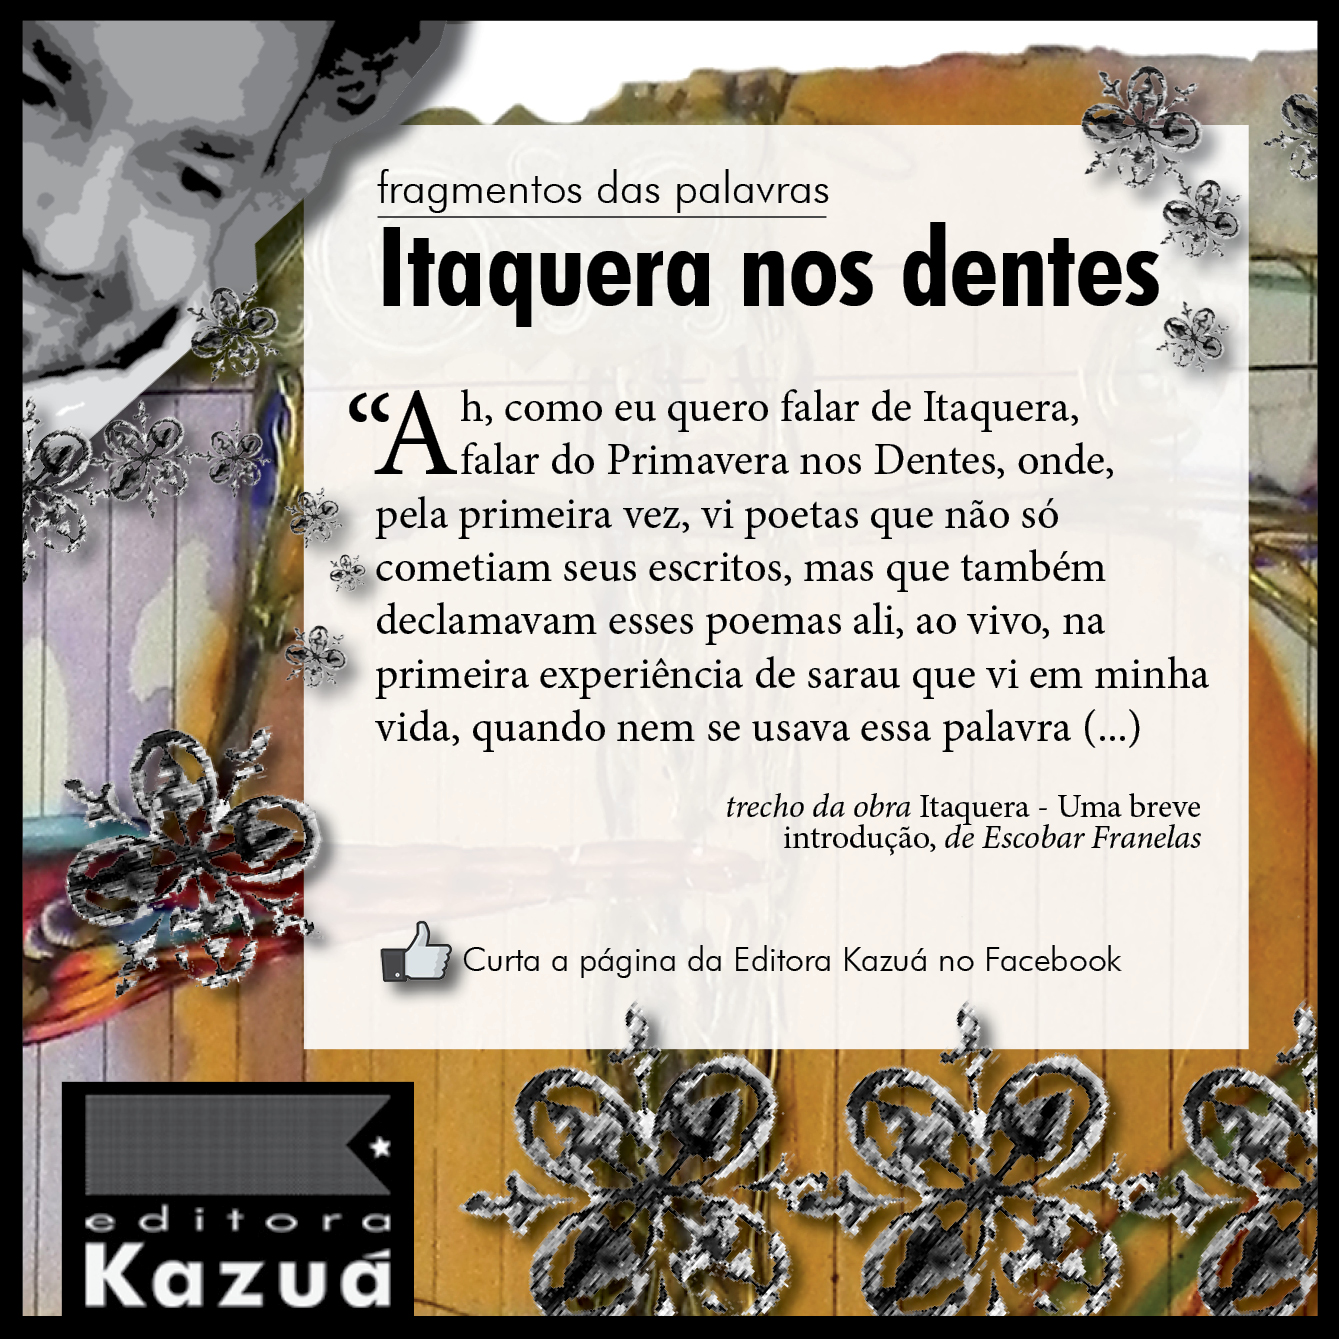 fragmentos das palavras
Itaquera nos dentes
“Ah, como eu quero falar de Itaquera,
falar do Primavera nos Dentes, onde,
pela primeira vez, vi poetas que não só
cometiam seus escritos, mas que também
declamavam esses poemas ali, ao vivo, na
primeira experiência de sarau que vi em minha
vida, quando nem se usava essa palavra (...)
trecho da obra Itaquera - Uma breve
introdução, de Escobar Franelas
Curta a página da Editora Kazuá no Facebook
editora
Kazuá